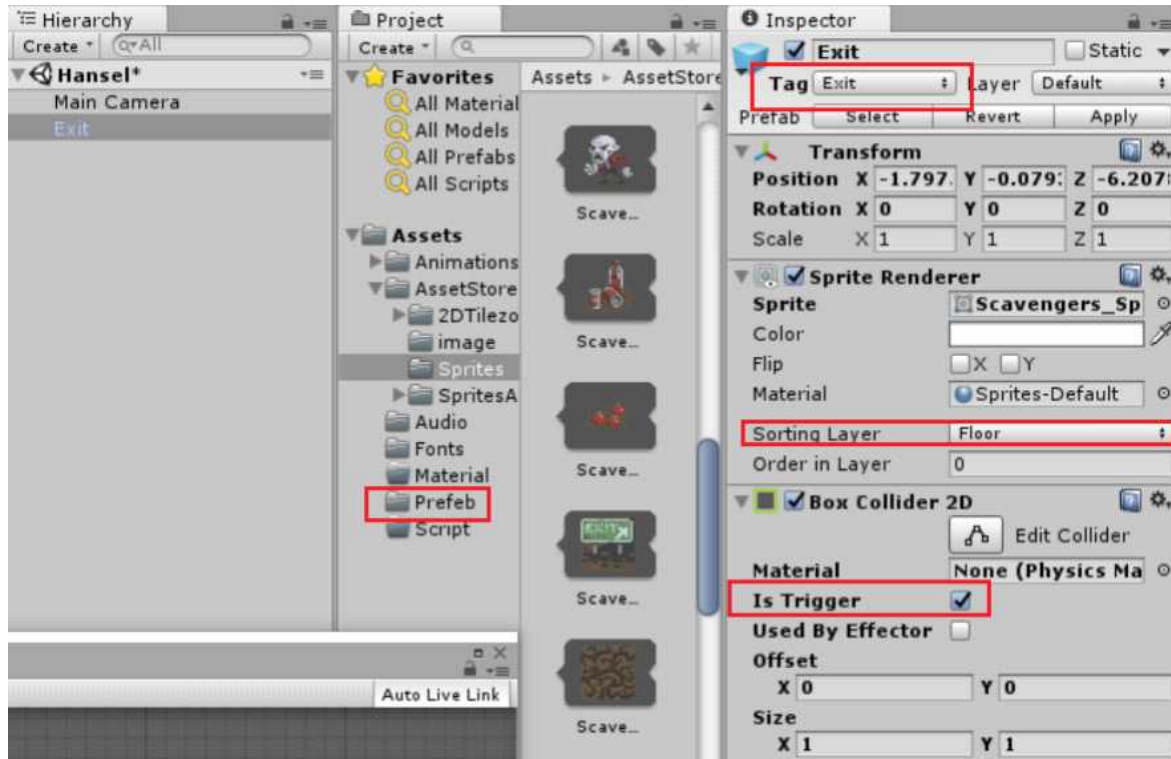 Hierarchy
Create
All
Hansel*
Main Camera
Exit
Project
Create
Favorites
All Material
All Models
All Prefabs
All Scripts
Assets
Animations
AssetStore
2DTilezo
image
Sprites
SpritesA
Audio
Fonts
Material
Prefeb
Script
Assets ▸ AssetStore
Scave…
Scave…
Scave…
EXIT
Scave…
Scave…
Auto Live Link
Inspector
Exit Static
Tag Exit Layer Default
Prefab Select Revert Apply
Transform
Position X -1.797 Y -0.079 Z -6.207
Rotation X 0 Y 0 Z 0
Scale X 1 Y 1 Z 1
Sprite Renderer
Sprite Scavengers_Sp
Color
Flip X Y
Material Sprites-Default
Sorting Layer Floor
Order in Layer 0
Box Collider 2D
Edit Collider
Material None (Physics Ma
Is Trigger
Used By Effector
Offset
X 0 Y 0
Size
X 1 Y 1